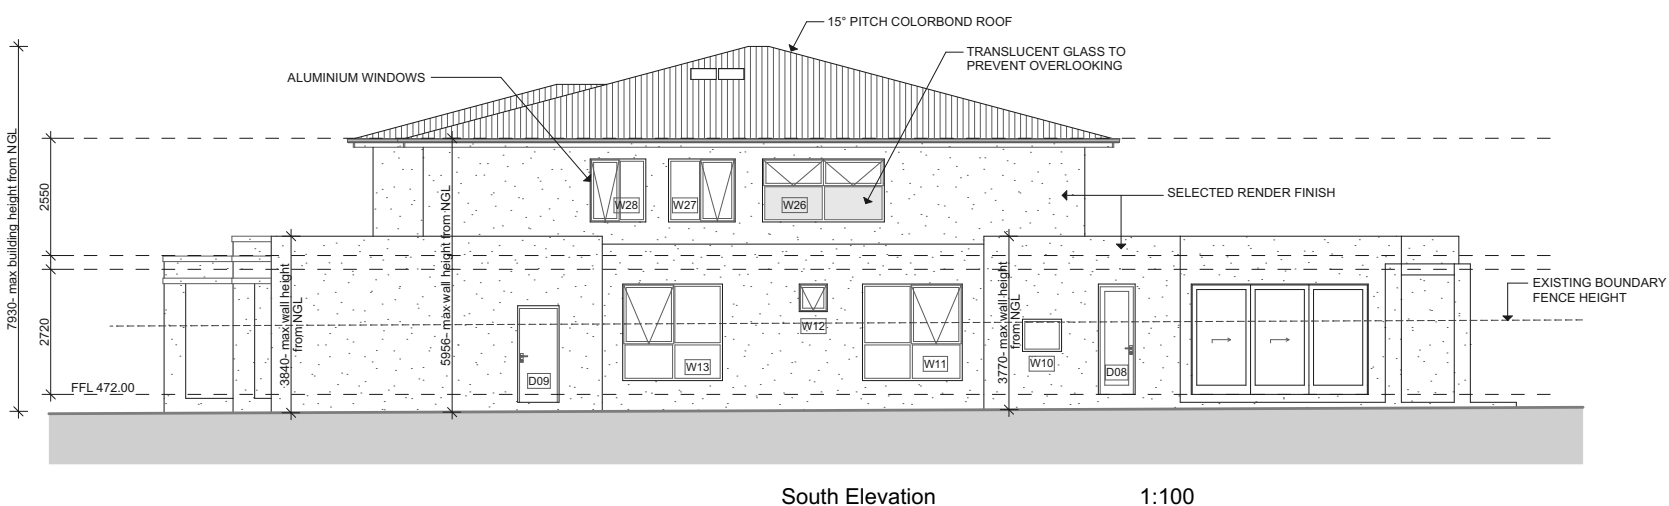 15° PITCH COLORBOND ROOF
TRANSLUCENT GLASS TO
PREVENT OVERLOOKING
ALUMINIUM WINDOWS
7930- max building height from NGL
2550
2720
5956- max wall height from NGL
W28
W27
W26
SELECTED RENDER FINISH
3840- max wall height
from NGL
3770- max wall height
from NGL
EXISTING BOUNDARY
FENCE HEIGHT
W12
W13
W11
W10
D09
D08
FFL 472.00
South Elevation
1:100